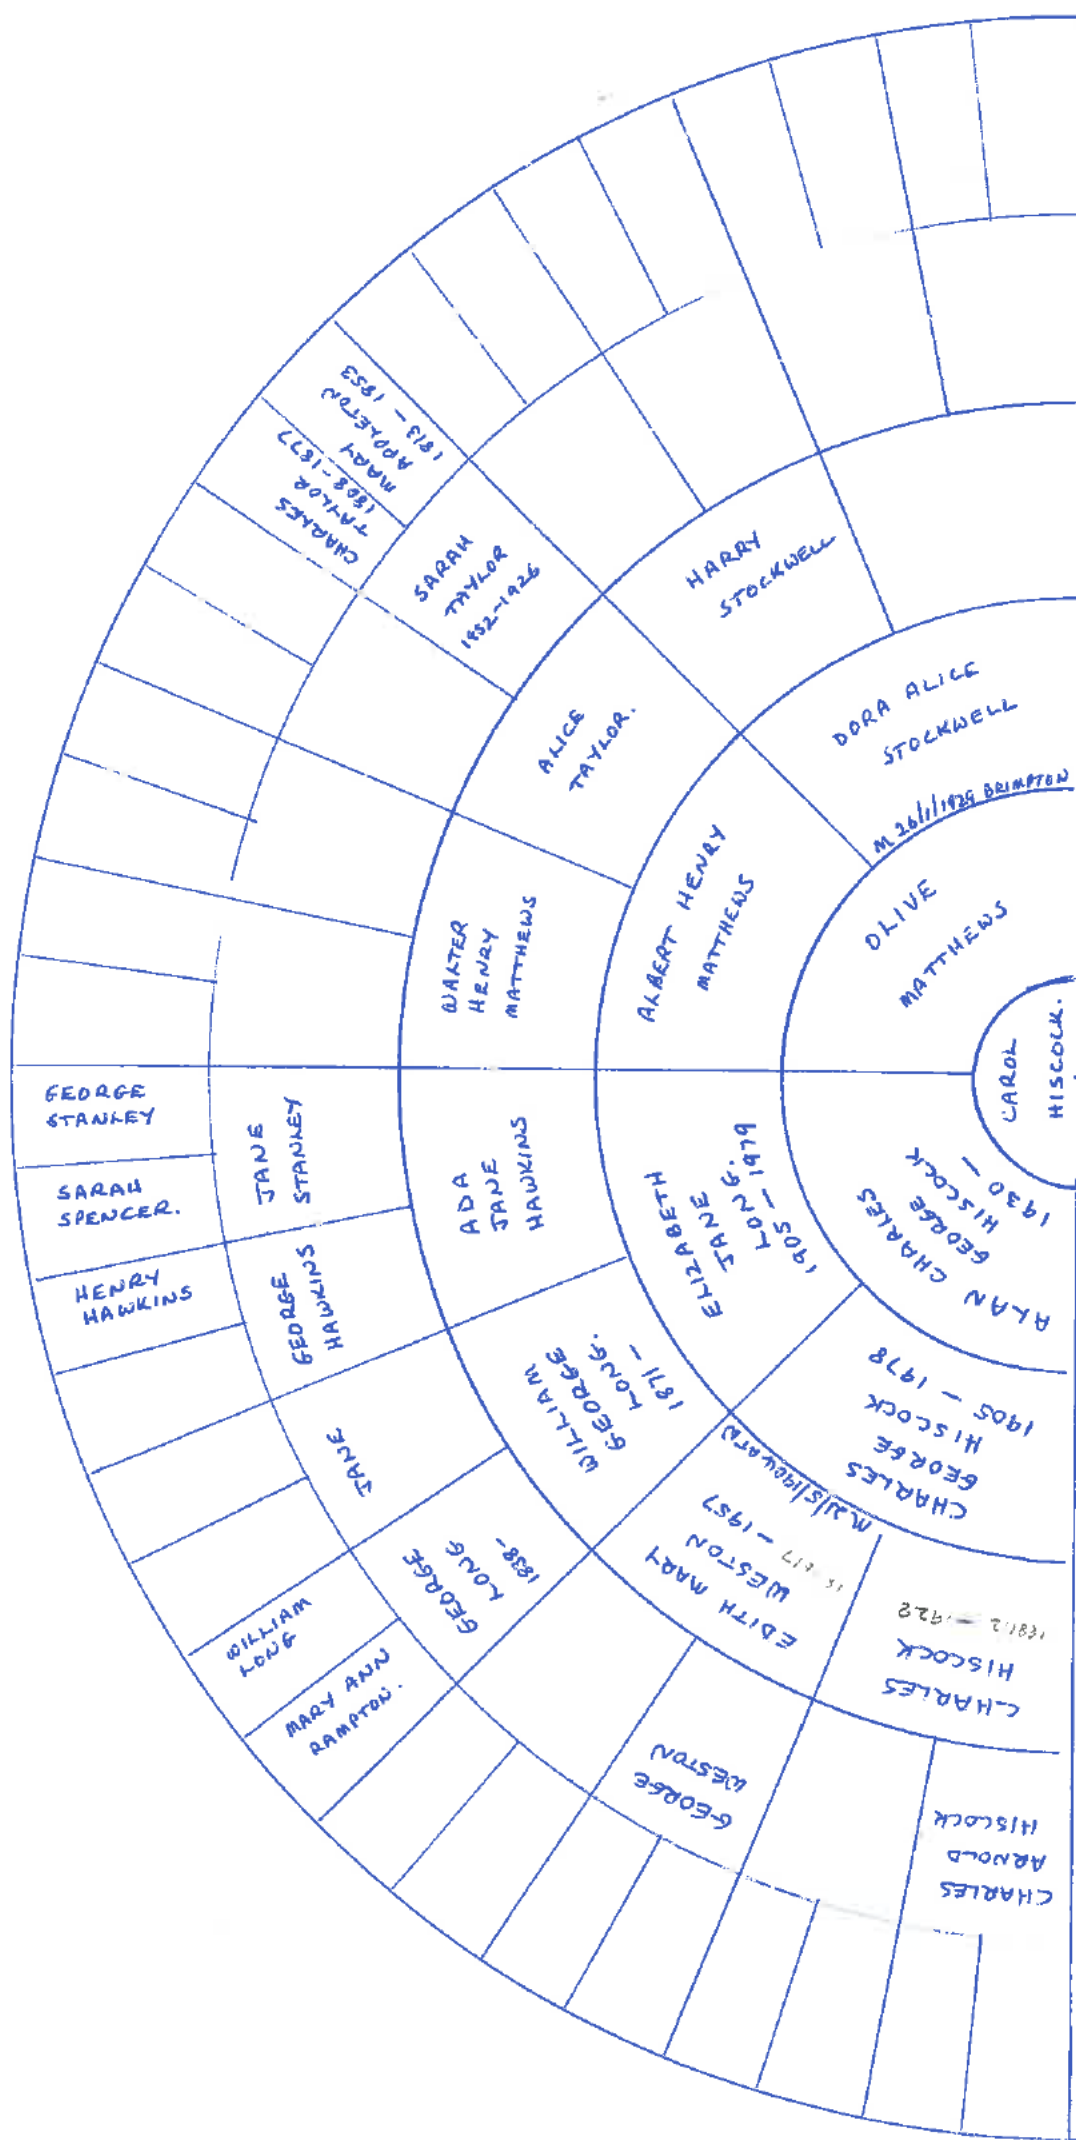 CAROL
HISCOCK.
OLIVE
MATTHEWS
ALAN CHARLES
GEORGE
HISCOCK
1930 -
M 26/1/1929 BRIMPTON
DORA ALICE
STOCKWELL
ALBERT HENRY
MATTHEWS
ELIZABETH
JANE
LONG.
1905 - 1979
CHARLES
GEORGE
HISCOCK
1905 - 1978
HARRY
STOCKWELL
ALICE
TAYLOR.
WALTER
HENRY
MATTHEWS
ADA
JANE
HAWKINS
WILLIAM
GEORGE
LONG.
1871 -
EDITH MARY
WESTON
- 1957
CHARLES
HISCOCK
SARAH
TAYLOR
1852-1926
JANE
STANLEY
GEORGE
HAWKINS
JANE
GEORGE
LONG
1838-
GEORGE
WESTON
CHARLES
ARNOLD
HISCOCK
MARY
APPLETON
1813 - 1853
CHARLES
TAYLOR
1808-1877
GEORGE
STANLEY
SARAH
SPENCER.
HENRY
HAWKINS
WILLIAM
LONG
MARY ANN
RAMPTON.